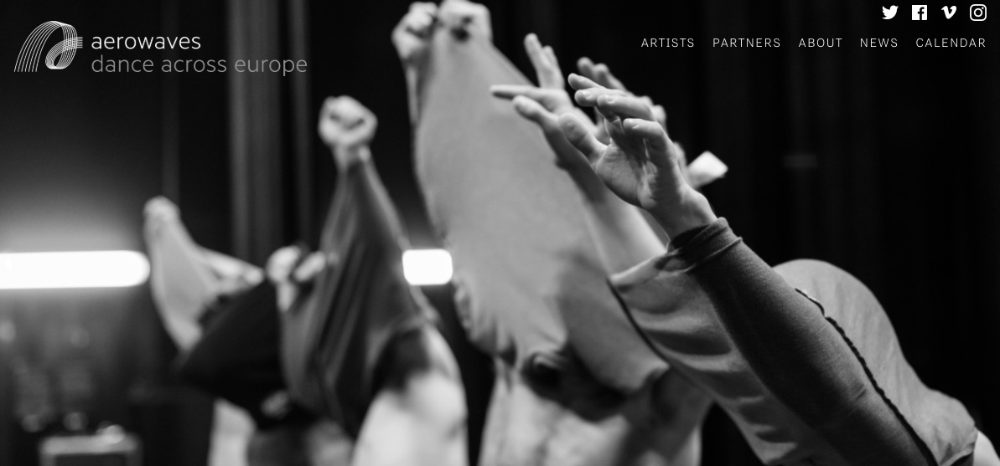 aerowaves
dance across europe
ARTISTS PARTNERS ABOUT NEWS CALENDAR